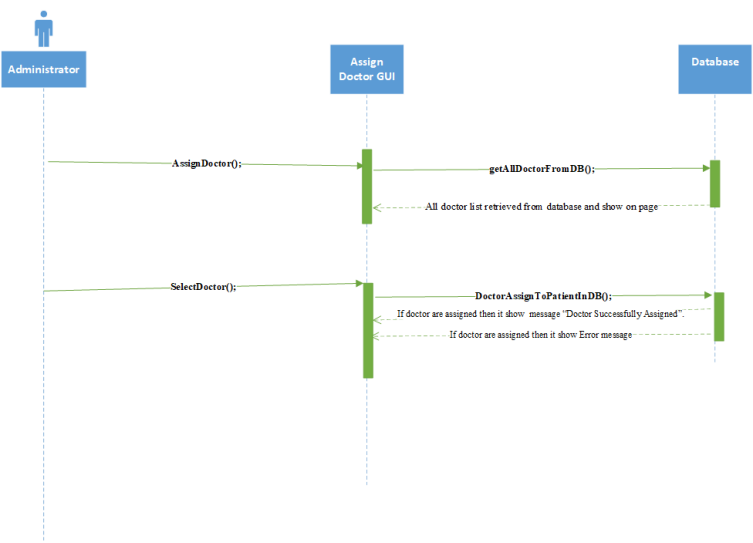 Administrator
Assign
Doctor GUI
Database
AssignDoctor();
getAllDoctorFromDB();
All doctor list retrieved from database and show on page
SelectDoctor();
DoctorAssignToPatientInDB();
If doctor are assigned then it show message “Doctor Successfully Assigned”.
If doctor are assigned then it show Error message